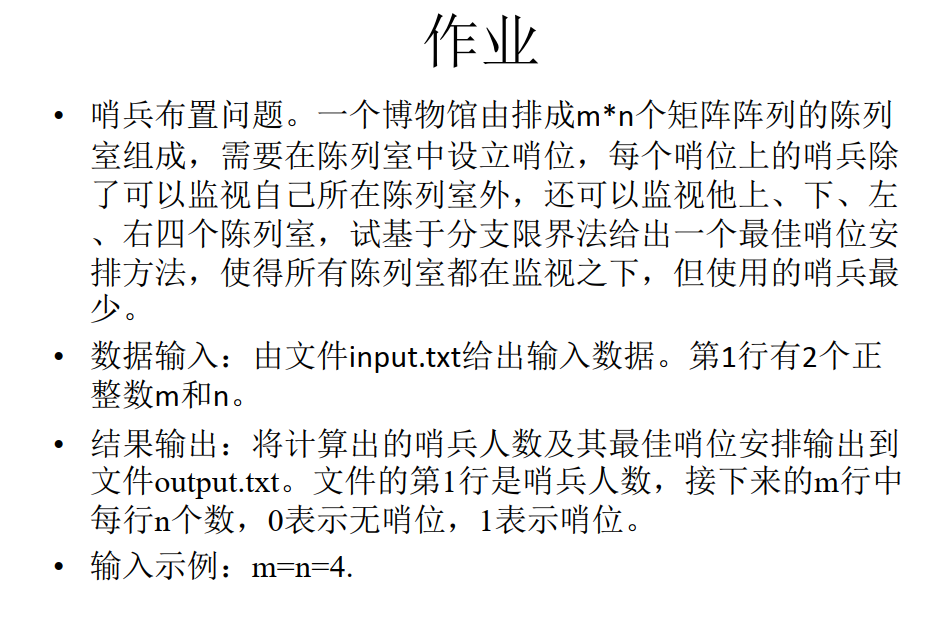 作业
• 哨兵布置问题。一个博物馆由排成m*n个矩阵阵列的陈列
室组成，需要在陈列室中设立哨位，每个哨位上的哨兵除
了可以监视自己所在陈列室外，还可以监视他上、下、左
、右四个陈列室，试基于分支限界法给出一个最佳哨位安
排方法，使得所有陈列室都在监视之下，但使用的哨兵最
少。
• 数据输入：由文件input.txt给出输入数据。第1行有2个正
整数m和n。
• 结果输出：将计算出的哨兵人数及其最佳哨位安排输出到
文件output.txt。文件的第1行是哨兵人数，接下来的m行中
每行n个数，0表示无哨位，1表示哨位。
• 输入示例：m=n=4.